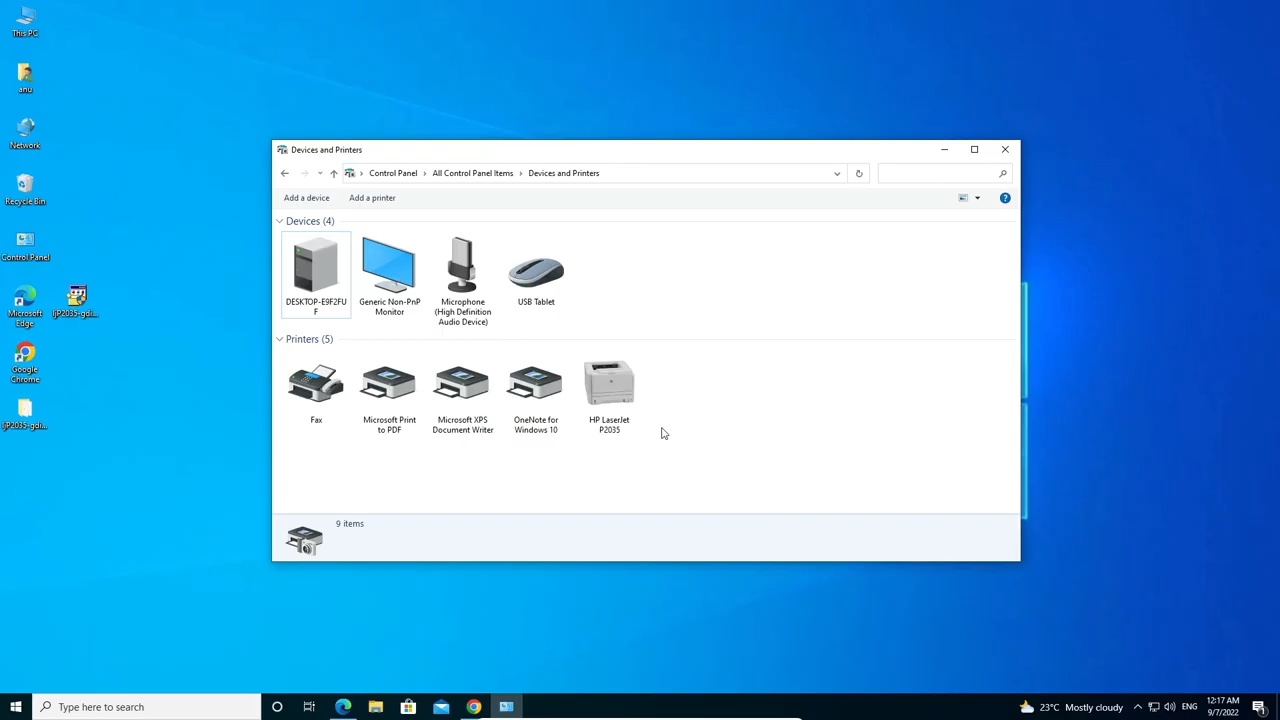 This PC
anu
Network
Recycle Bin
Control Panel
Microsoft
Edge
ljP2035-gdi...
Google
Chrome
ljP2035-gdi...
Devices and Printers
Control Panel
All Control Panel Items
Devices and Printers
Add a device
Add a printer
Devices (4)
DESKTOP-E9F2FU
F
Generic Non-PnP
Monitor
Microphone
(High Definition
Audio Device)
USB Tablet
Printers (5)
Fax
Microsoft Print
to PDF
Microsoft XPS
Document Writer
OneNote for
Windows 10
HP LaserJet
P2035
9 items
Type here to search
23°C Mostly cloudy
ENG
12:17 AM
9/7/2022
1